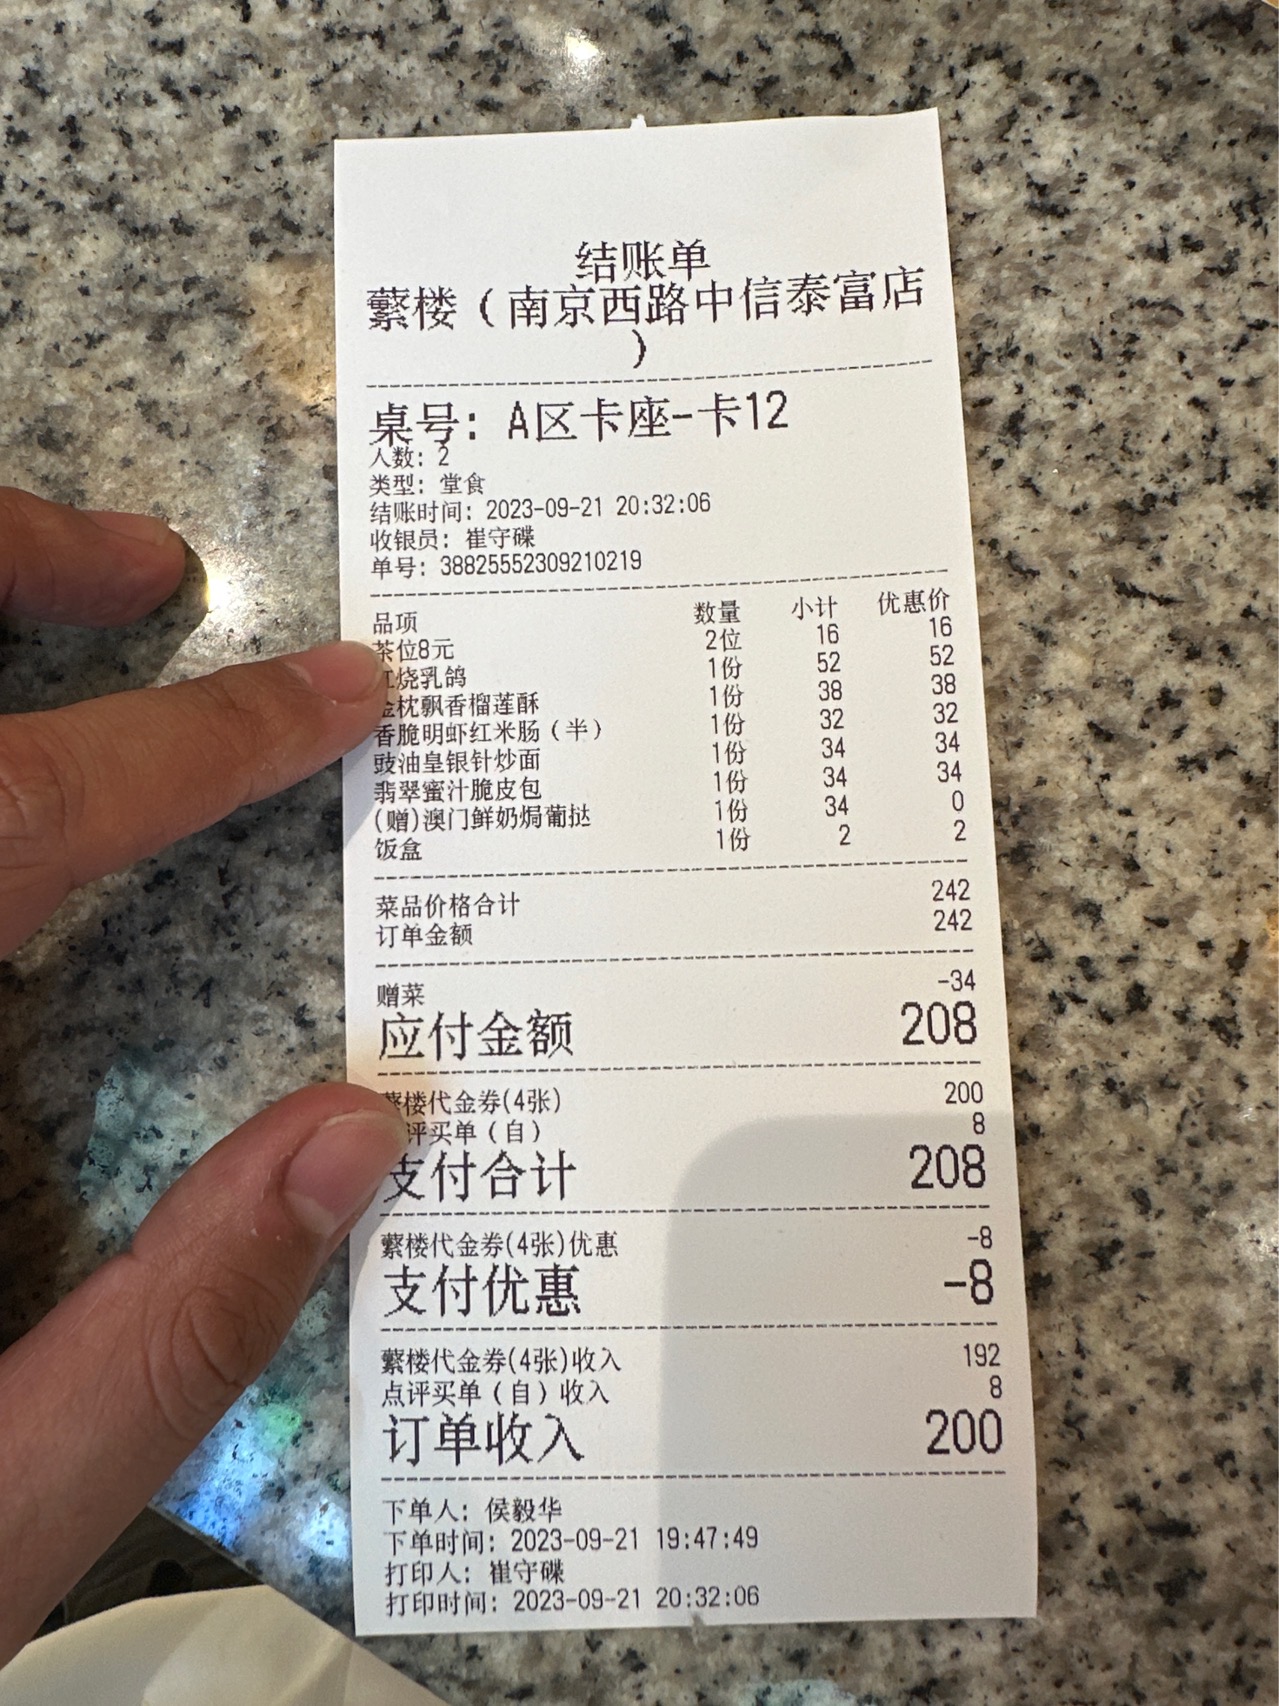 结账单
蘩楼（南京西路中信泰富店
）
桌号：A区卡座-卡12
人数：2
类型：堂食
结账时间：2023-09-21 20:32:06
收银员：崔守碟
单号：38825552309210219
品项 数量 小计 优惠价
茶位8元 2位 16 16
红烧乳鸽 1份 52 52
金枕飘香榴莲酥 1份 38 38
香脆明虾红米肠（半） 1份 32 32
豉油皇银针炒面 1份 34 34
翡翠蜜汁脆皮包 1份 34 34
(赠)澳门鲜奶焗葡挞 1份 34 0
饭盒 1份 2 2
菜品价格合计 242
订单金额 242
赠菜 -34
应付金额 208
蘩楼代金券(4张) 200
点评买单（自） 8
支付合计 208
蘩楼代金券(4张)优惠 -8
支付优惠 -8
蘩楼代金券(4张)收入 192
点评买单（自）收入 8
订单收入 200
下单人：侯毅华
下单时间：2023-09-21 19:47:49
打印人：崔守碟
打印时间：2023-09-21 20:32:06